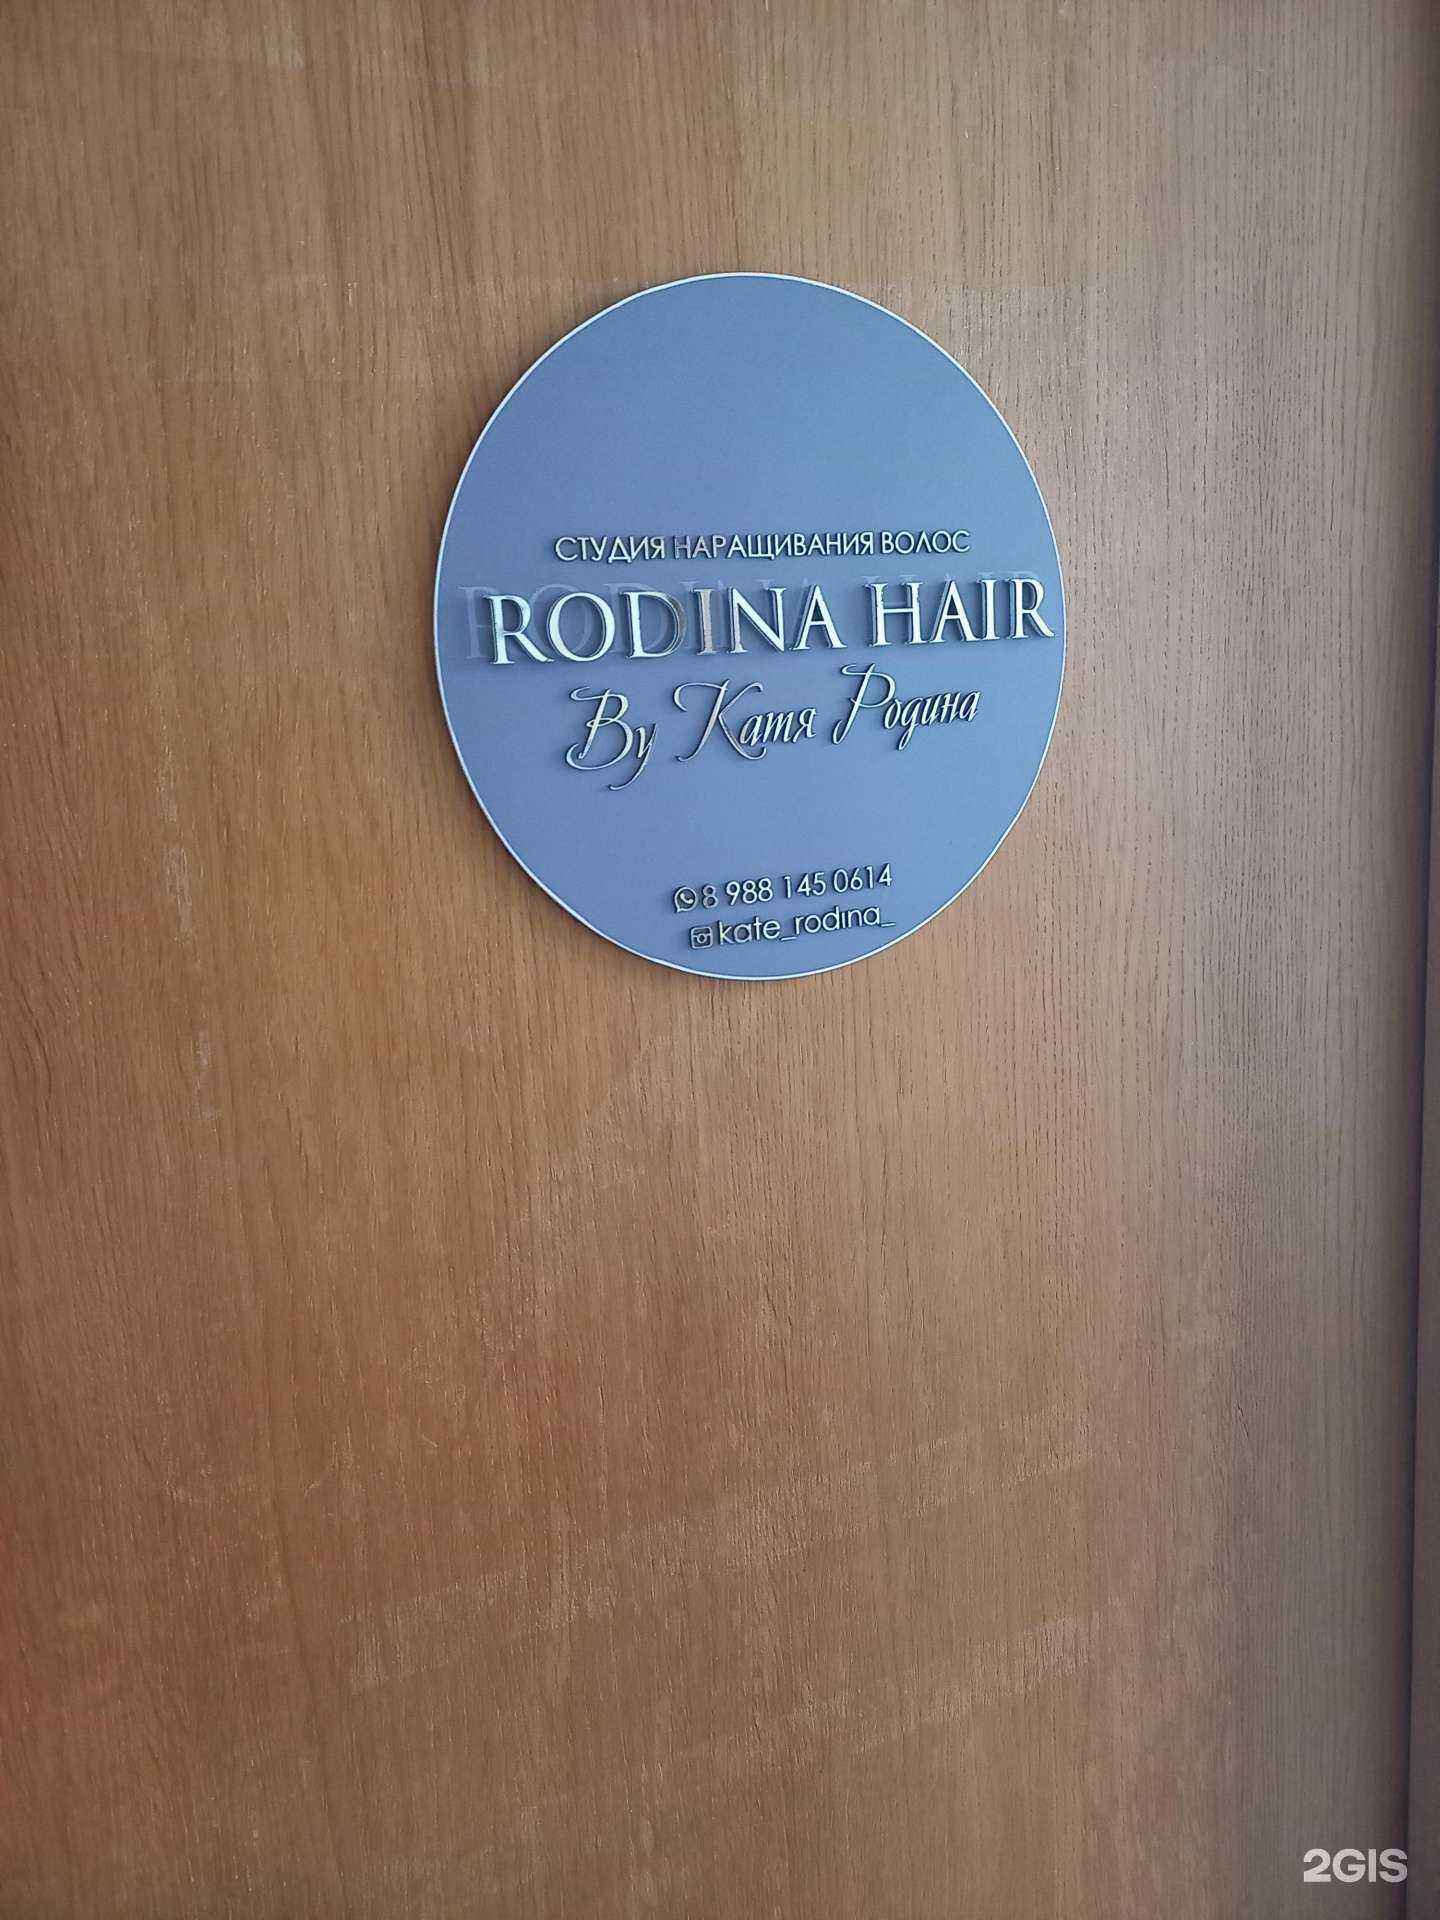 СТУДИЯ НАРАЩИВАНИЯ ВОЛОС
RODINA HAIR
By Катя Родина
8 988 145 0614
kate_rodina_
2GIS